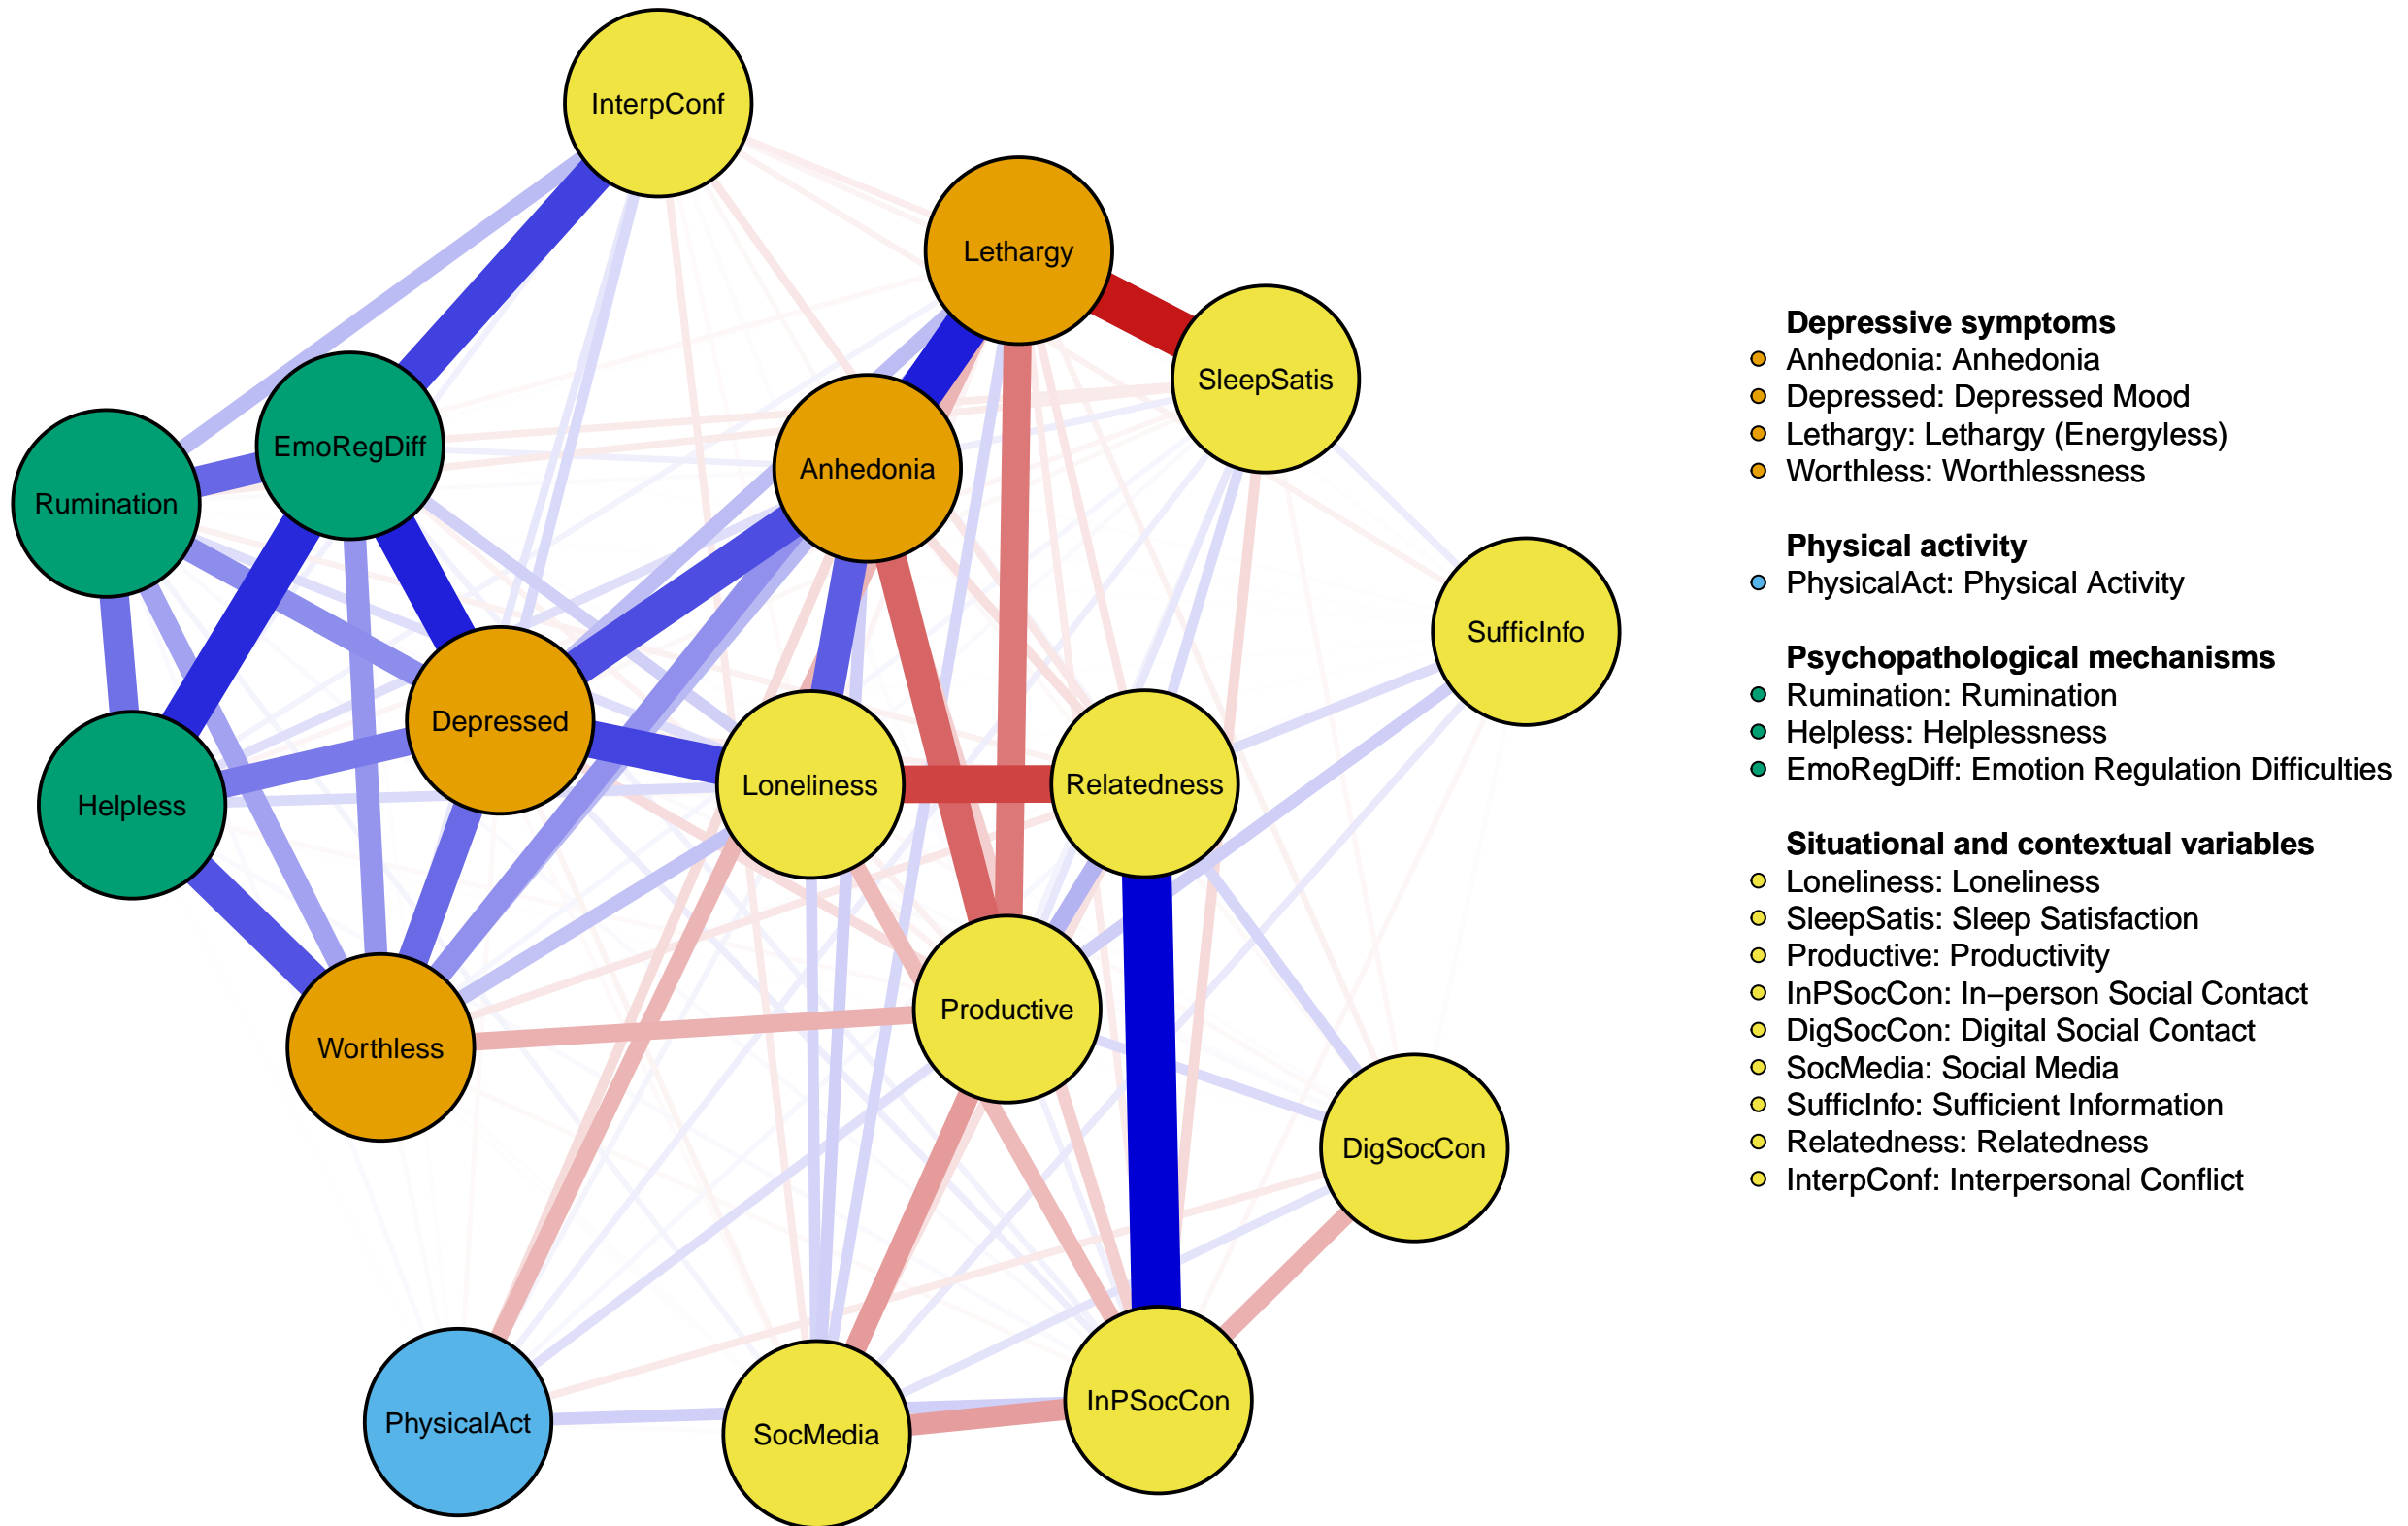 InterpConf
Lethargy
SleepSatis
EmoRegDiff
Anhedonia
Rumination
SufficInfo
Depressed
Loneliness
Relatedness
Helpless
Productive
Worthless
DigSocCon
InPSocCon
PhysicalAct
SocMedia
Depressive symptoms
Anhedonia: Anhedonia
Depressed: Depressed Mood
Lethargy: Lethargy (Energyless)
Worthless: Worthlessness
Physical activity
PhysicalAct: Physical Activity
Psychopathological mechanisms
Rumination: Rumination
Helpless: Helplessness
EmoRegDiff: Emotion Regulation Difficulties
Situational and contextual variables
Loneliness: Loneliness
SleepSatis: Sleep Satisfaction
Productive: Productivity
InPSocCon: In−person Social Contact
DigSocCon: Digital Social Contact
SocMedia: Social Media
SufficInfo: Sufficient Information
Relatedness: Relatedness
InterpConf: Interpersonal Conflict